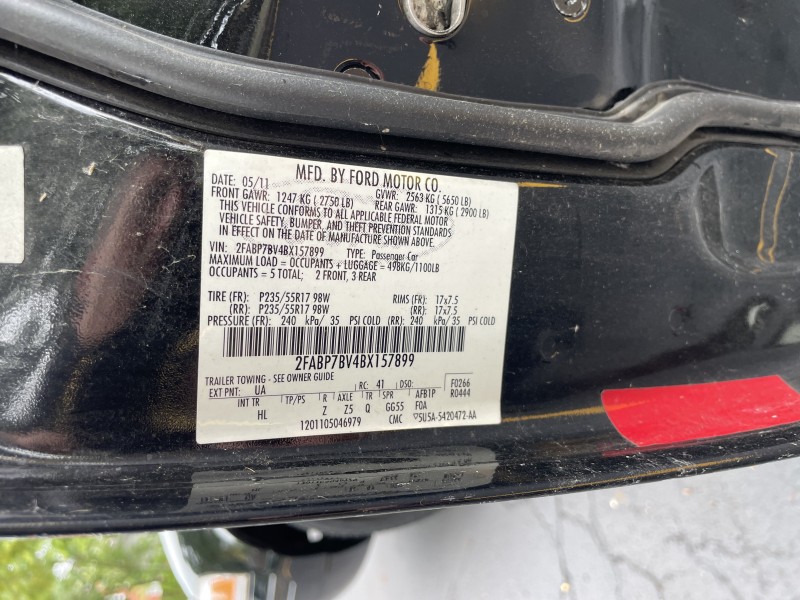 MFD. BY FORD MOTOR CO.
DATE: 05/11 GVWR: 2563 KG ( 5650 LB)
FRONT GAWR: 1247 KG ( 2750 LB) REAR GAWR: 1315 KG ( 2900 LB)
THIS VEHICLE CONFORMS TO ALL APPLICABLE FEDERAL MOTOR
VEHICLE SAFETY, BUMPER, AND THEFT PREVENTION STANDARDS
IN EFFECT ON THE DATE OF MANUFACTURE SHOWN ABOVE.
VIN: 2FABP7BV4BX157899 TYPE: Passenger Car
MAXIMUM LOAD = OCCUPANTS + LUGGAGE = 498KG/1100LB
OCCUPANTS = 5 TOTAL; 2 FRONT, 3 REAR
TIRE (FR): P235/55R17 98W RIMS (FR): 17x7.5
(RR): P235/55R17 98W (RR): 17x7.5
PRESSURE (FR): 240 kPa/ 35 PSI COLD (RR): 240 kPa/ 35 PSI COLD
2FABP7BV4BX157899
TRAILER TOWING - SEE OWNER GUIDE
EXT PNT: UA RC: 41 DSO: F0266
INT TR TP/PS R AXLE TR SPR AFB1P R0444
HL Z Z5 Q GG55 FOA
1201105046979 CMC ▽5U5A-5420472-AA